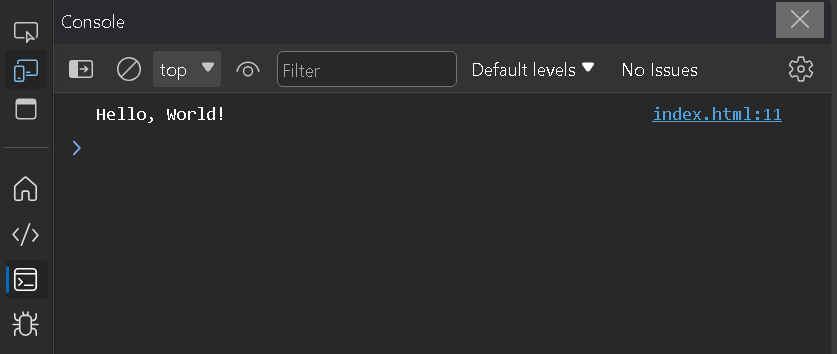 Console
top Filter Default levels No Issues
Hello, World! index.html:11